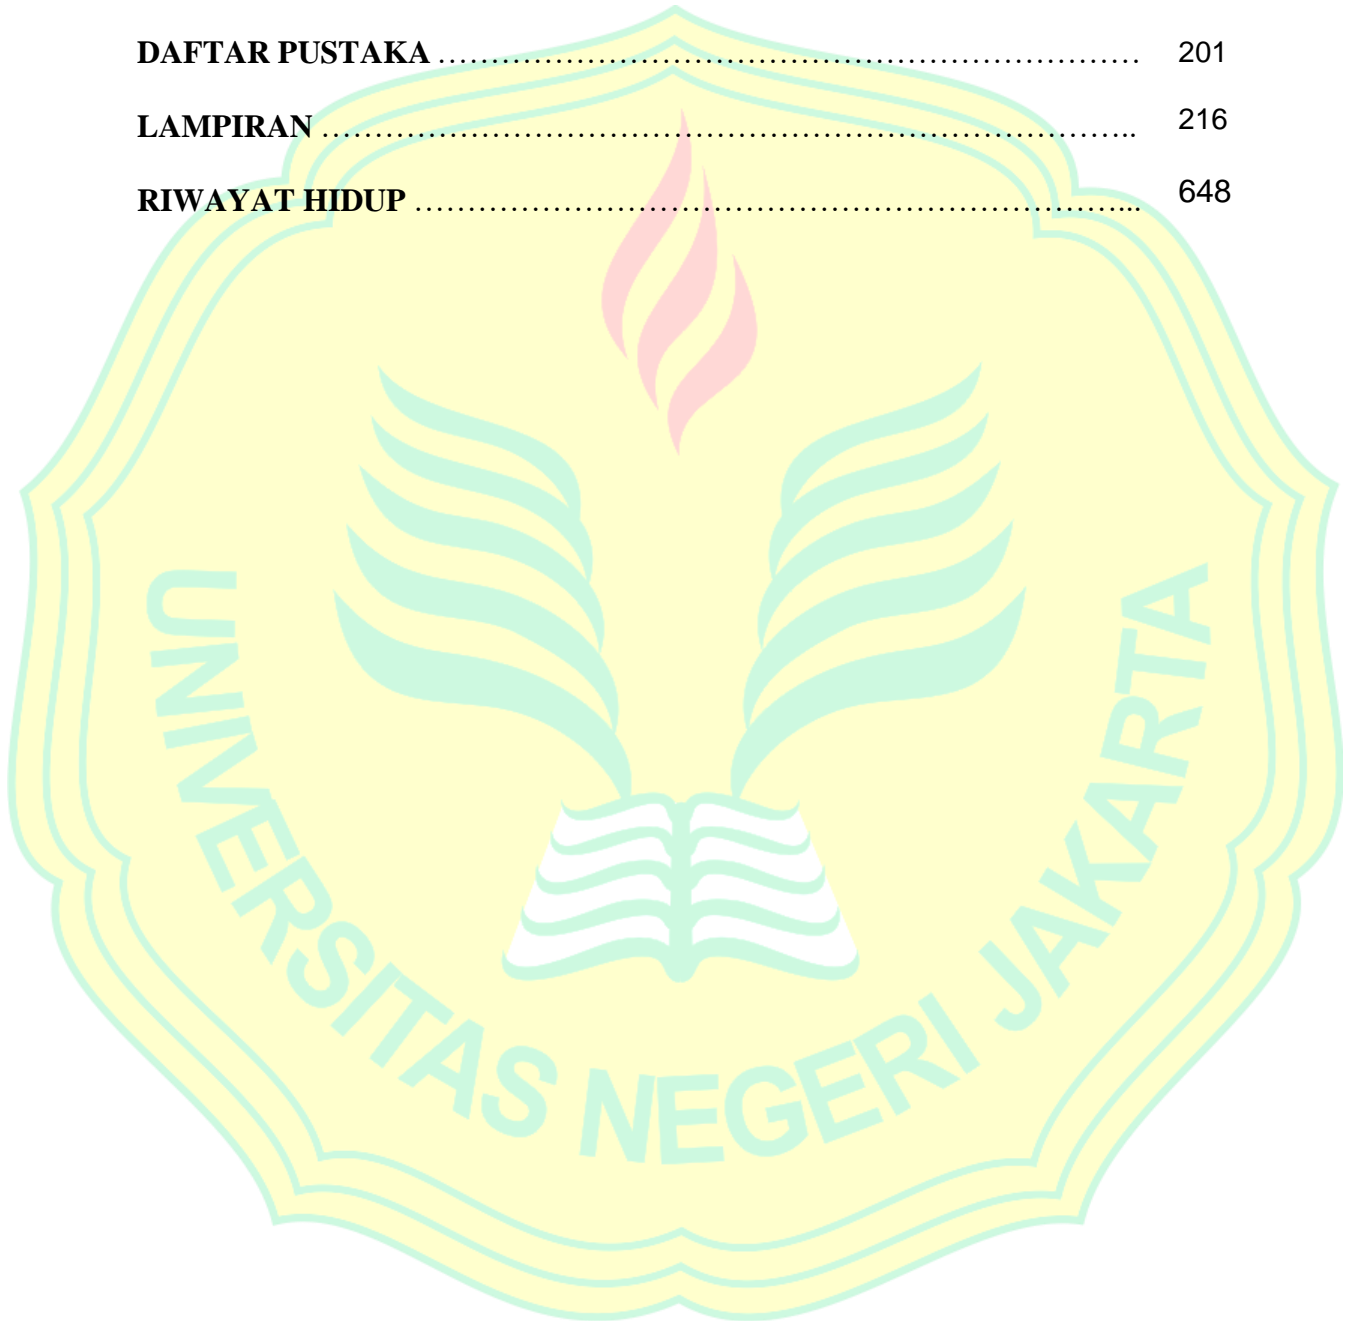 DAFTAR PUSTAKA ……………………………………………………………… 201
LAMPIRAN ……………………………………………………………………….. 216
RIWAYAT HIDUP ……………………………………………………………... 648
UNIVERSITAS NEGERI JAKARTA